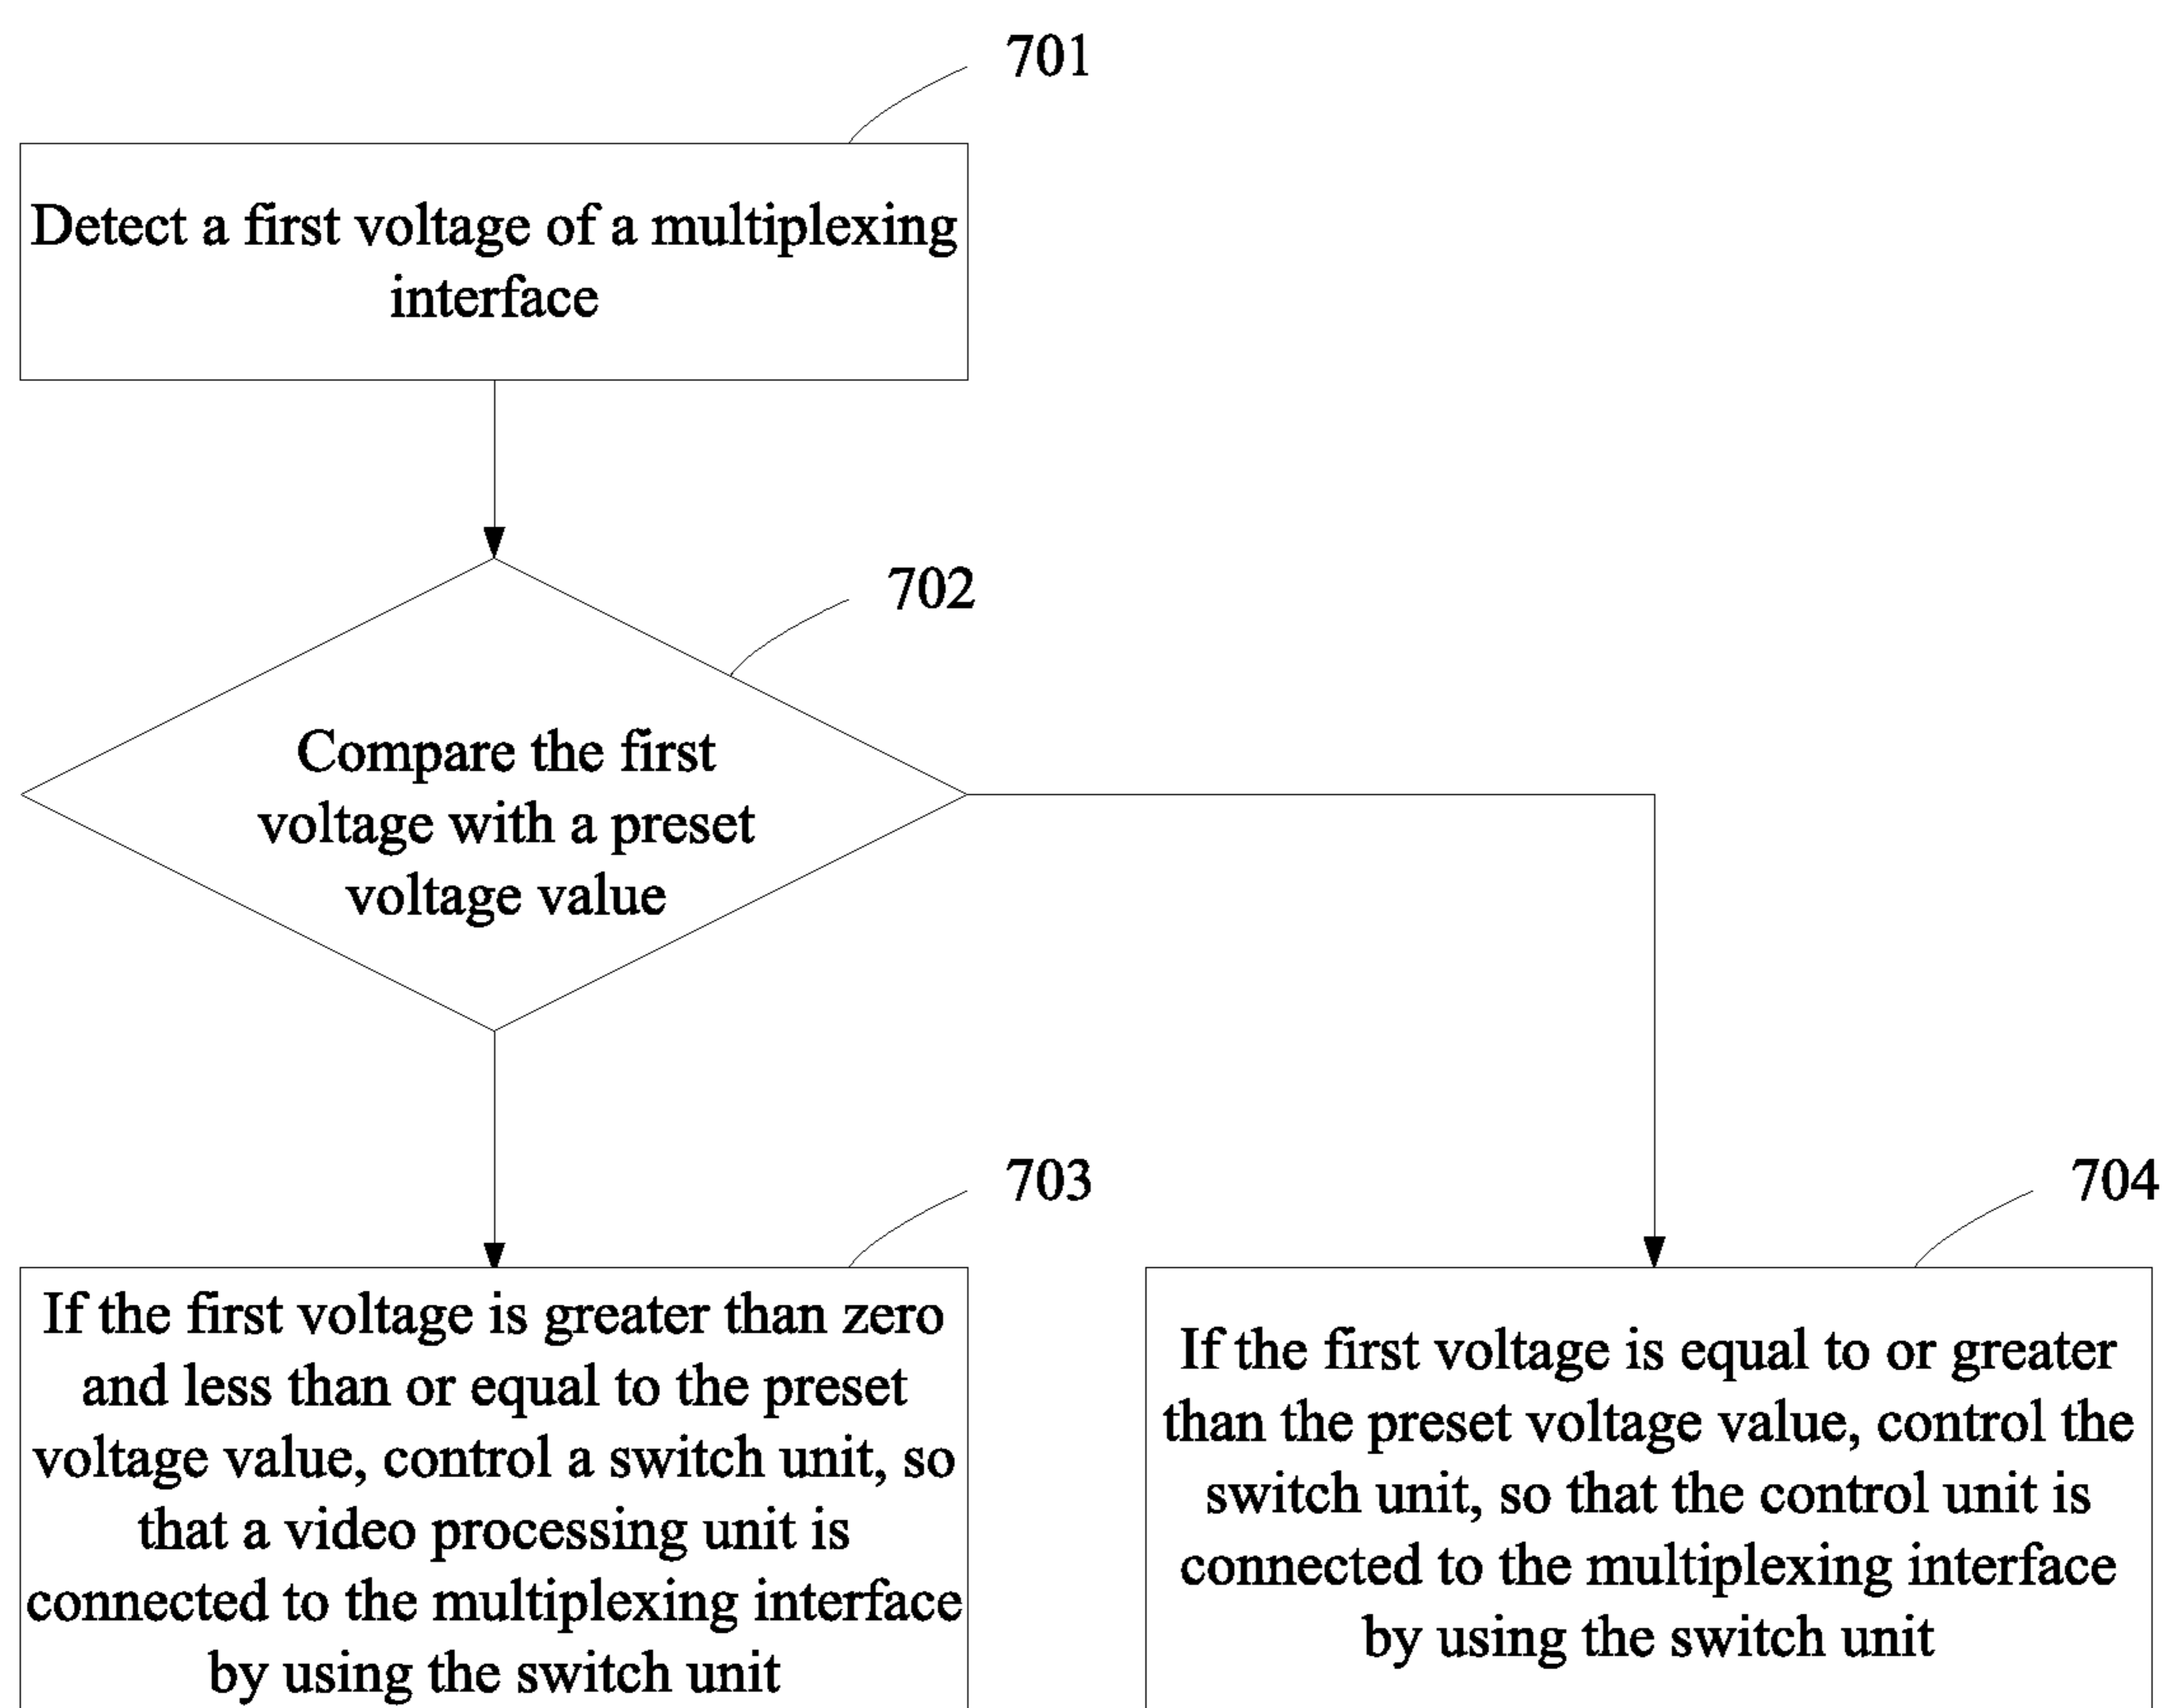 701
Detect a first voltage of a multiplexing
interface
702
Compare the first
voltage with a preset
voltage value
703
If the first voltage is greater than zero
and less than or equal to the preset
voltage value, control a switch unit, so
that a video processing unit is
connected to the multiplexing interface
by using the switch unit
704
If the first voltage is equal to or greater
than the preset voltage value, control the
switch unit, so that the control unit is
connected to the multiplexing interface
by using the switch unit